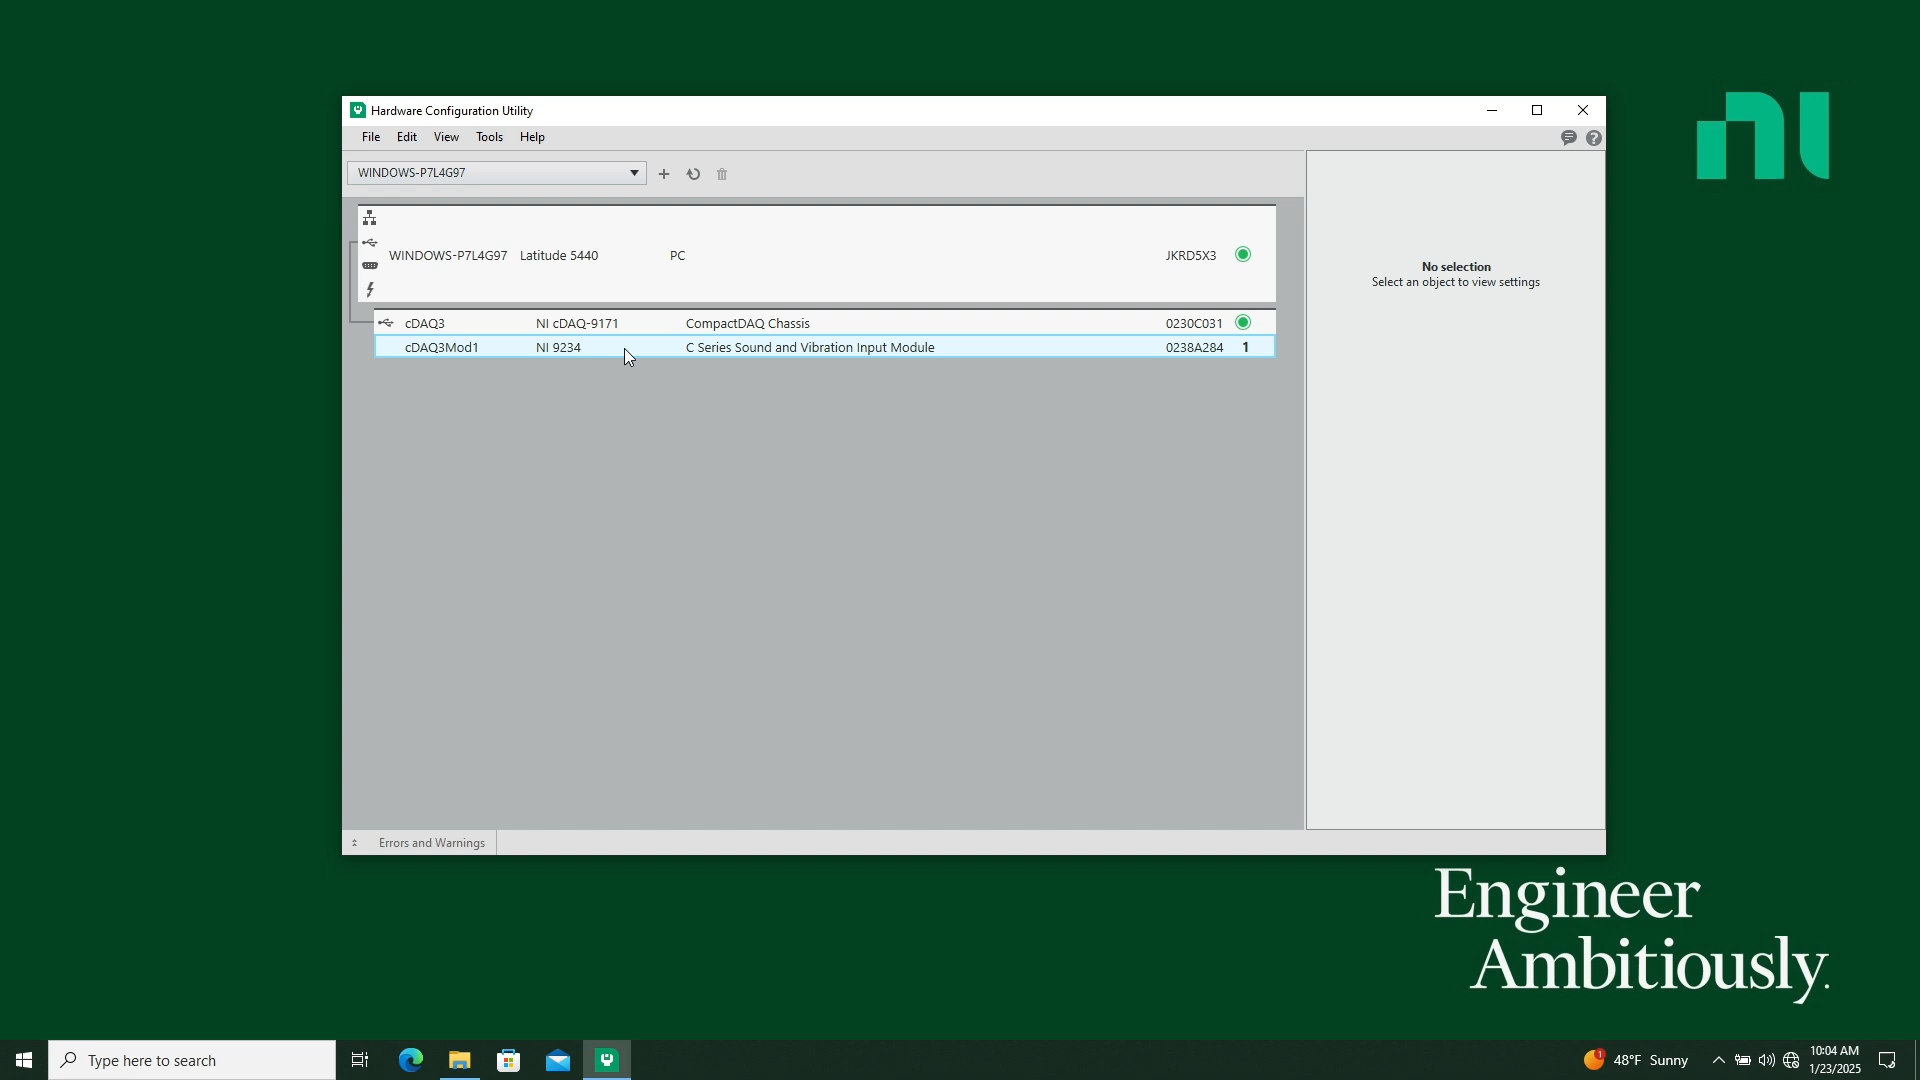 Hardware Configuration Utility
File Edit View Tools Help
WINDOWS-P7L4G97
WINDOWS-P7L4G97 Latitude 5440 PC JKRD5X3
cDAQ3 NI cDAQ-9171 CompactDAQ Chassis 0230C031
cDAQ3Mod1 NI 9234 C Series Sound and Vibration Input Module 0238A284 1
No selection
Select an object to view settings
Errors and Warnings
nı
Engineer
Ambitiously.
Type here to search
1
48°F Sunny
10:04 AM
1/23/2025